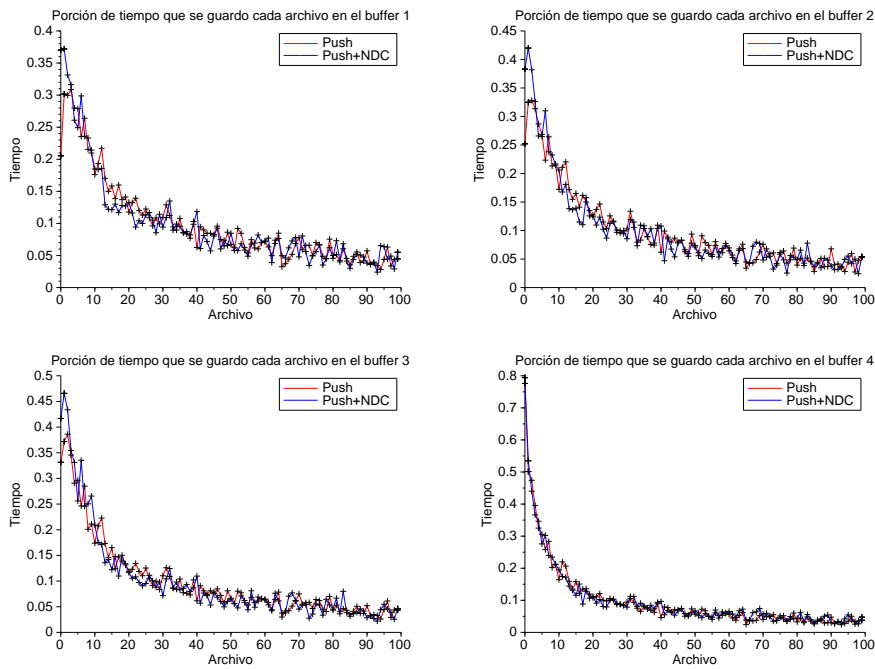 Porción de tiempo que se guardo cada archivo en el buffer 1
0.4
0.35
0.3
0.25
0.2
0.15
0.1
0.05
0
Tiempo
Push
Push+NDC
0 10 20 30 40 50 60 70 80 90 100
Archivo
Porción de tiempo que se guardo cada archivo en el buffer 2
0.45
0.4
0.35
0.3
0.25
0.2
0.15
0.1
0.05
0
Tiempo
Push
Push+NDC
0 10 20 30 40 50 60 70 80 90 100
Archivo
Porción de tiempo que se guardo cada archivo en el buffer 3
0.5
0.45
0.4
0.35
0.3
0.25
0.2
0.15
0.1
0.05
0
Tiempo
Push
Push+NDC
0 10 20 30 40 50 60 70 80 90 100
Archivo
Porción de tiempo que se guardo cada archivo en el buffer 4
0.8
0.7
0.6
0.5
0.4
0.3
0.2
0.1
0
Tiempo
Push
Push+NDC
0 10 20 30 40 50 60 70 80 90 100
Archivo